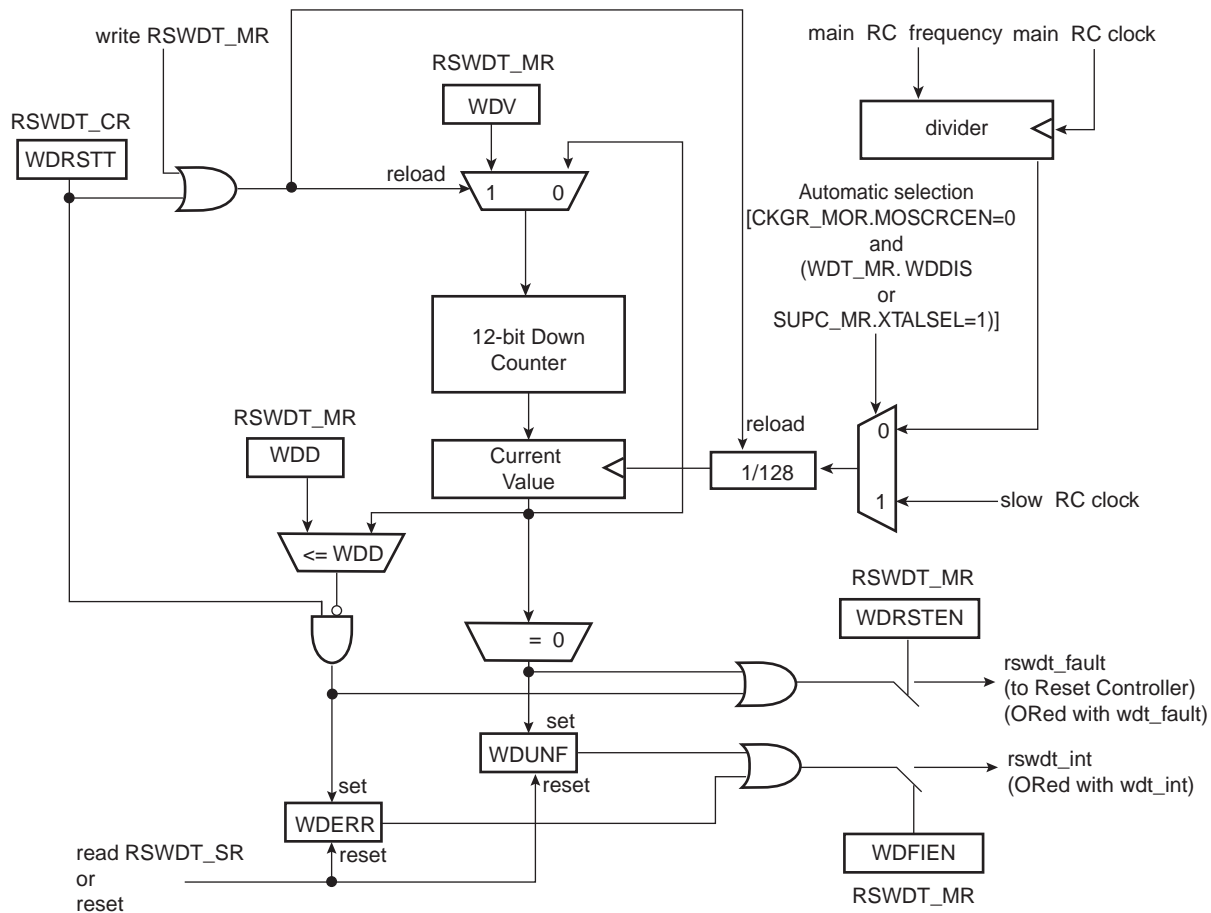 write RSWDT_MR
main RC frequency
main RC clock
RSWDT_MR
WDV
divider
RSWDT_CR
WDRSTT
reload
1 0
Automatic selection
[CKGR_MOR.MOSCRCEN=0
and
(WDT_MR. WDDIS
or
SUPC_MR.XTALSEL=1)]
12-bit Down
Counter
RSWDT_MR
WDD
Current
Value
reload
1/128
0
1
slow RC clock
<= WDD
RSWDT_MR
WDRSTEN
= 0
rswdt_fault
(to Reset Controller)
(ORed with wdt_fault)
set
WDUNF
reset
rswdt_int
(ORed with wdt_int)
set
WDERR
reset
WDFIEN
RSWDT_MR
read RSWDT_SR
or
reset